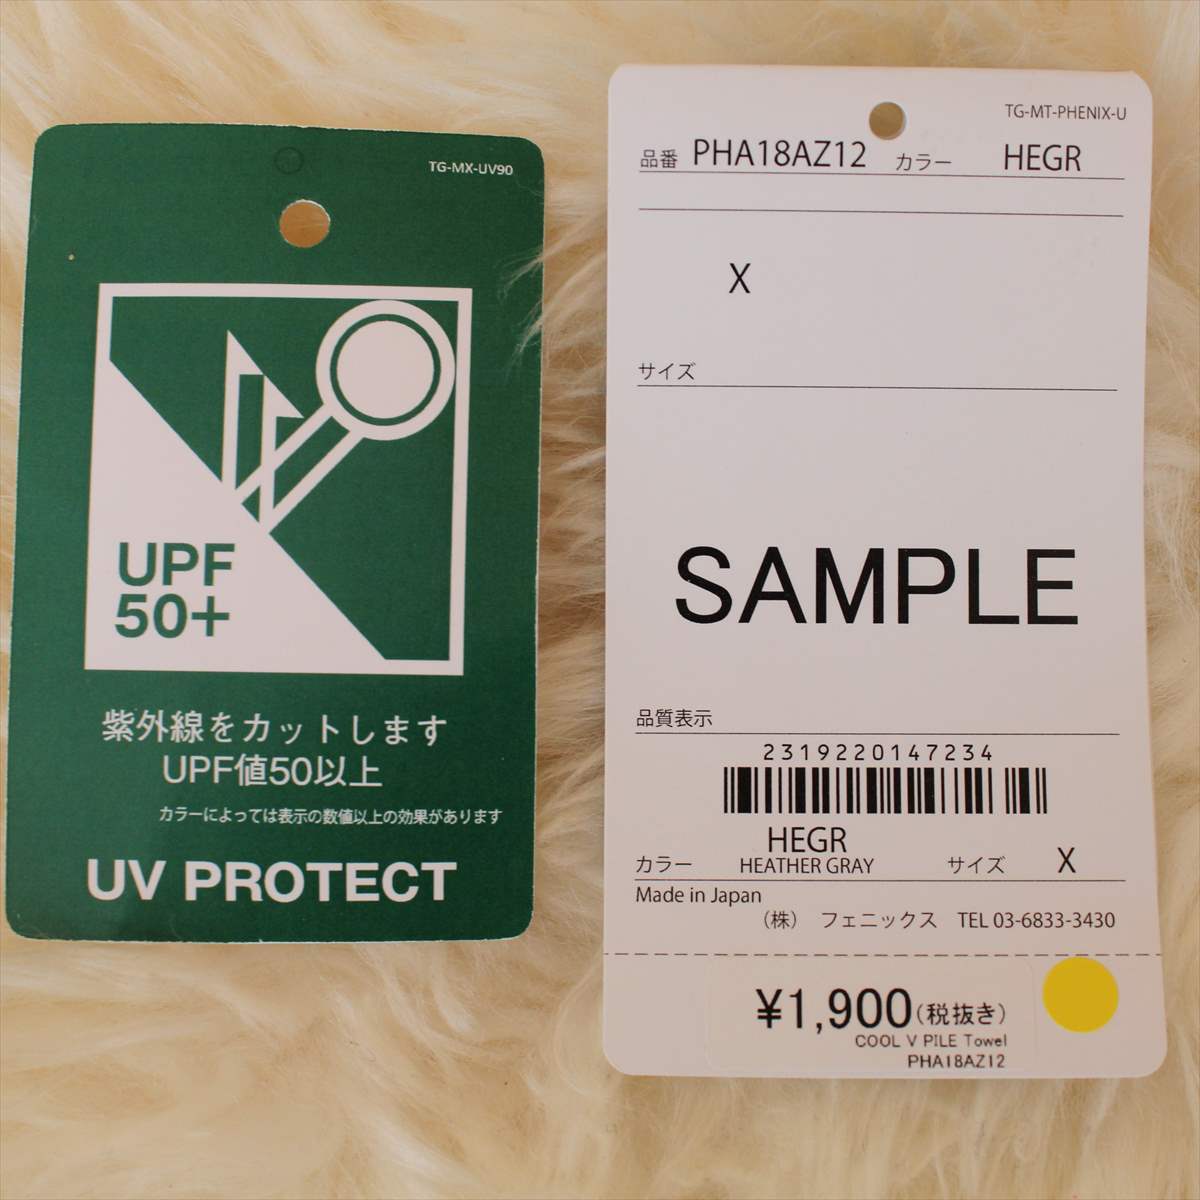 TG-MX-UV90
UPF
50+
紫外線をカットします
UPF値50以上
カラーによっては表示の数値以上の効果があります
UV PROTECT
TG-MT-PHENIX-U
品番 PHA18AZ12 カラー HEGR
X
サイズ
SAMPLE
品質表示
2319220147234
HEGR
カラー HEATHER GRAY サイズ X
Made in Japan
（株） フェニックス TEL 03-6833-3430
¥1,900(税抜き)
COOL V PILE Towel
PHA18AZ12